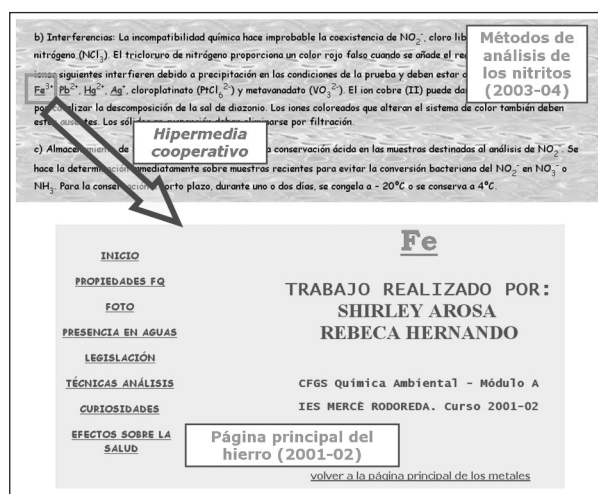 b) Interferencias: La incompatibilidad química hace improbable la coexistencia de NO2-, cloro lib
nitrógeno (NCl3). El tricloruro de nitrógeno proporciona un color rojo falso cuando se añade el re
iones siguientes interfieren debido a precipitación en las condiciones de la prueba y deben estar
Fe3+, Pb2+, Hg2+, Ag+, cloroplatinato (PtCl6 2-) y metavanadato (VO3 2-). El ion cobre (II) puede da
por catalizar la descomposición de la sal de diazonio. Los iones coloreados que alteran el sistema de color también deben
estar ausentes. Los sólidos en suspensión deben eliminarse por filtración.
Métodos de
análisis de
los nitritos
(2003-04)
Hipermedia
cooperativo
c) Almacenamiento de a conservación ácida en las muestras destinadas al análisis de NO2-. Se
hace la determinación inmediatamente sobre muestras recientes para evitar la conversión bacteriana del NO2- en NO3- o
NH3. Para la conservación a corto plazo, durante uno o dos días, se congela a - 20ºC o se conserva a 4ºC.
INICIO
PROPIEDADES FQ
FOTO
PRESENCIA EN AGUAS
LEGISLACIÓN
TÉCNICAS ANÁLISIS
CURIOSIDADES
EFECTOS SOBRE LA
SALUD
Fe
TRABAJO REALIZADO POR:
SHIRLEY AROSA
REBECA HERNANDO
CFGS Química Ambiental - Módulo A
IES MERCÈ RODOREDA. Curso 2001-02
Página principal del
hierro (2001-02)
volver a la página principal de los metales